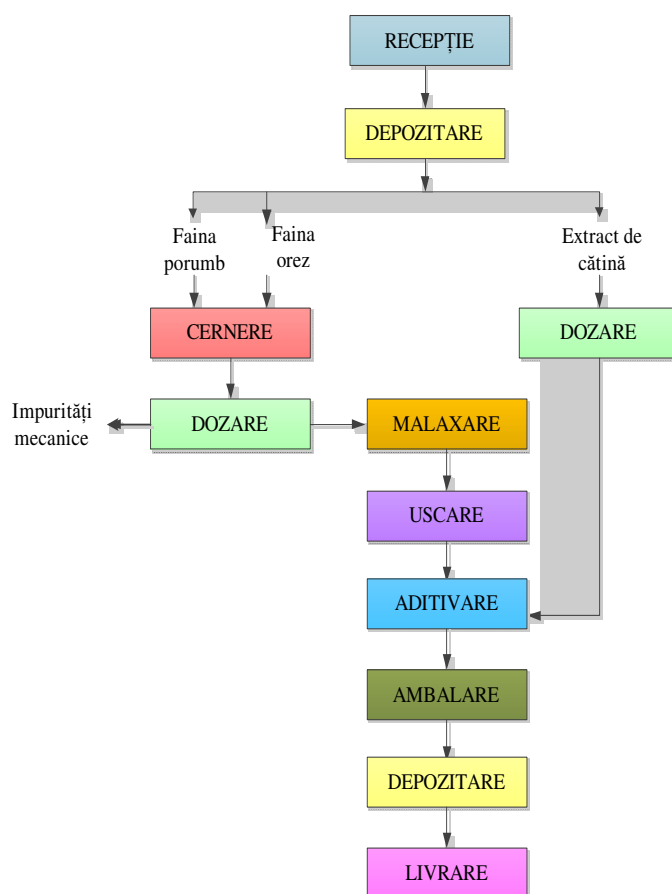 RECEPȚIE
DEPOZITARE
Faina
porumb
Faina
orez
Extract de
cătină
CERNERE
DOZARE
Impurități
mecanice
DOZARE
MALAXARE
USCARE
ADITIVARE
AMBALARE
DEPOZITARE
LIVRARE